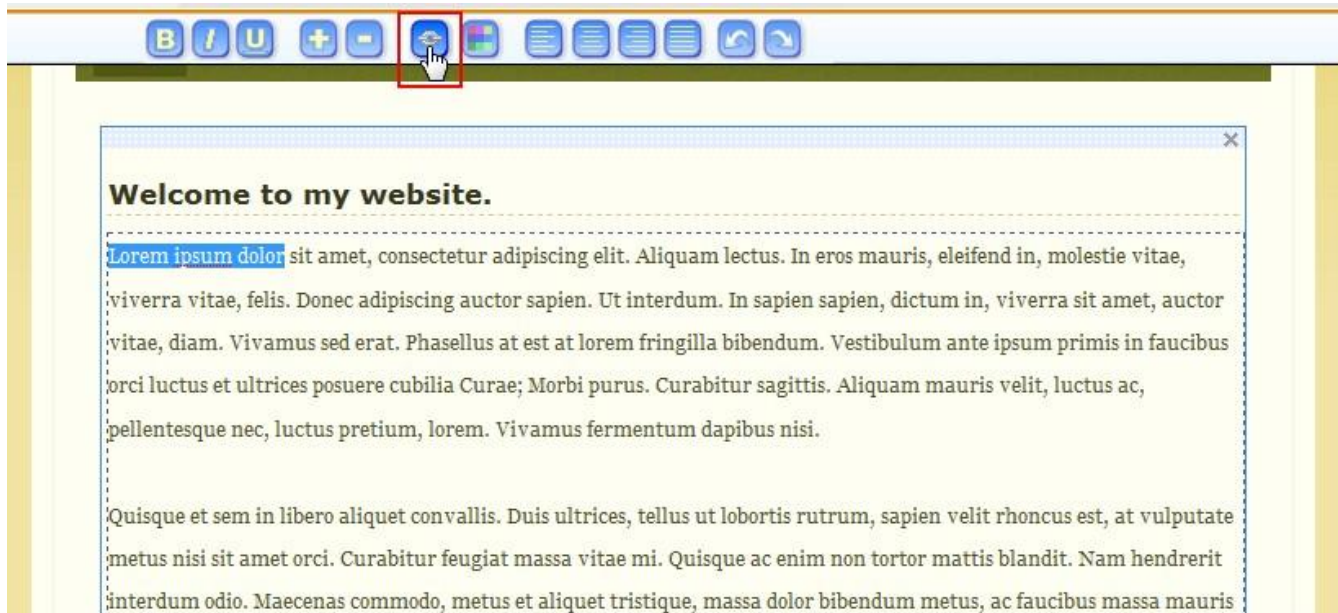 B I U + -
Welcome to my website.
Lorem ipsum dolor sit amet, consectetur adipiscing elit. Aliquam lectus. In eros mauris, eleifend in, molestie vitae,
viverra vitae, felis. Donec adipiscing auctor sapien. Ut interdum. In sapien sapien, dictum in, viverra sit amet, auctor
vitae, diam. Vivamus sed erat. Phasellus at est at lorem fringilla bibendum. Vestibulum ante ipsum primis in faucibus
orci luctus et ultrices posuere cubilia Curae; Morbi purus. Curabitur sagittis. Aliquam mauris velit, luctus ac,
pellentesque nec, luctus pretium, lorem. Vivamus fermentum dapibus nisi.
Quisque et sem in libero aliquet convallis. Duis ultrices, tellus ut lobortis rutrum, sapien velit rhoncus est, at vulputate
metus nisi sit amet orci. Curabitur feugiat massa vitae mi. Quisque ac enim non tortor mattis blandit. Nam hendrerit
interdum odio. Maecenas commodo, metus et aliquet tristique, massa dolor bibendum metus, ac faucibus massa mauris